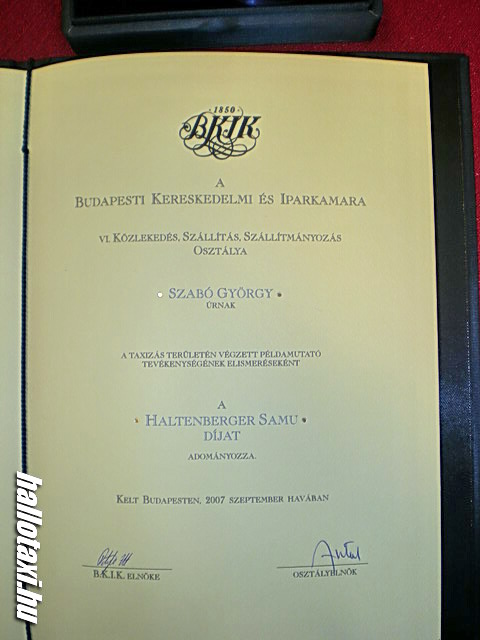 1850
BKIK
A
BUDAPESTI KERESKEDELMI ÉS IPARKAMARA
VI. KÖZLEKEDÉS, SZÁLLÍTÁS, SZÁLLÍTMÁNYOZÁS
OSZTÁLYA
SZABÓ GYÖRGY
ÚRNAK
A TAXIZÁS TERÜLETÉN VÉGZETT PÉLDAMUTATÓ
TEVÉKENYSÉGÉNEK ELISMERÉSEKÉNT
A
HALTENBERGER SAMU
DÍJAT
ADOMÁNYOZZA.
KELT BUDAPESTEN, 2007 SZEPTEMBER HAVÁBAN
B.K.I.K. ELNÖKE
OSZTÁLYELNÖK
hallotaxi.hu